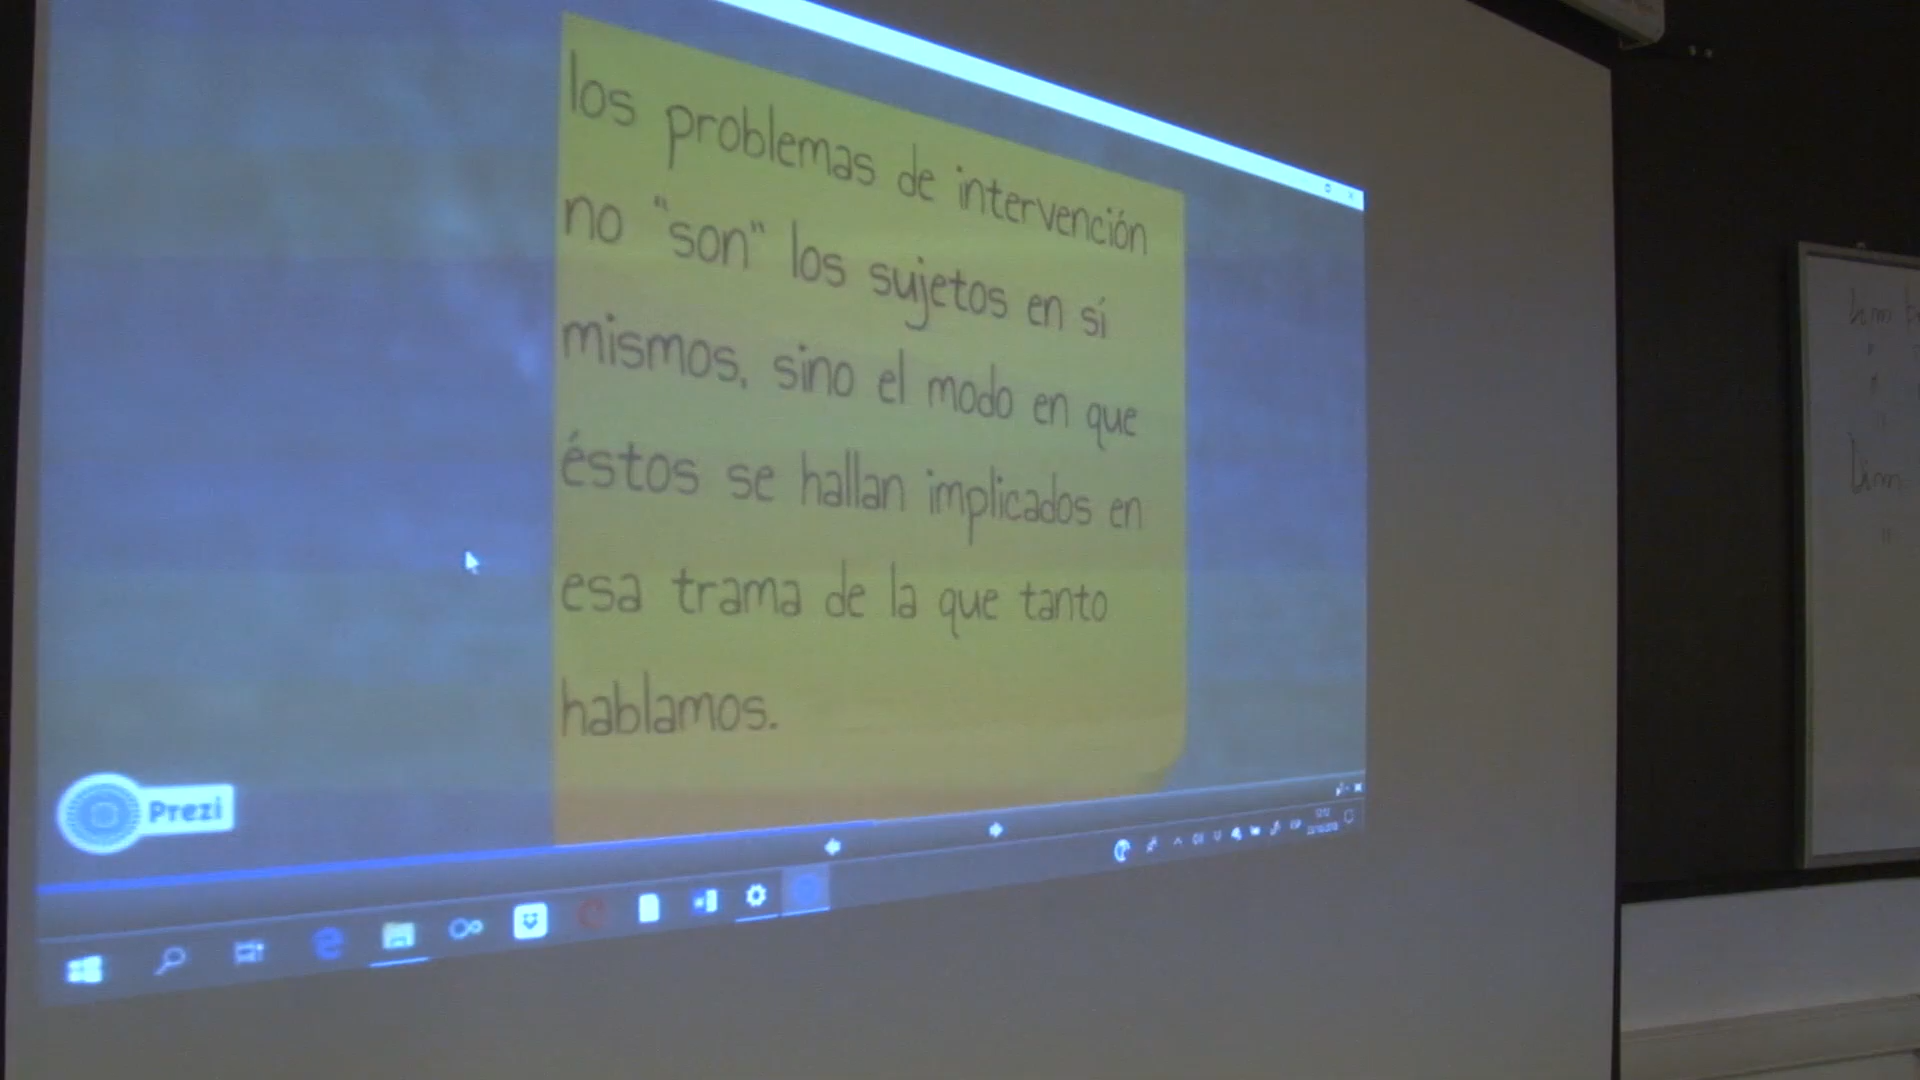 los problemas de intervención
no "son" los sujetos en sí
mismos, sino el modo en que
éstos se hallan implicados en
esa trama de la que tanto
hablamos.
Prezi